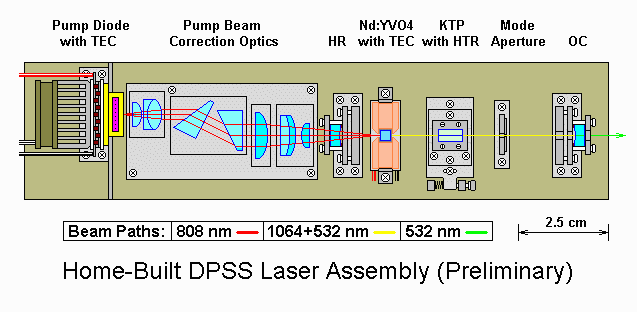 Pump Diode with TEC
Pump Beam Correction Optics
HR
Nd:YVO4 with TEC
KTP with HTR
Mode Aperture
OC
Beam Paths: 808 nm 1064+532 nm 532 nm
2.5 cm
Home-Built DPSS Laser Assembly (Preliminary)